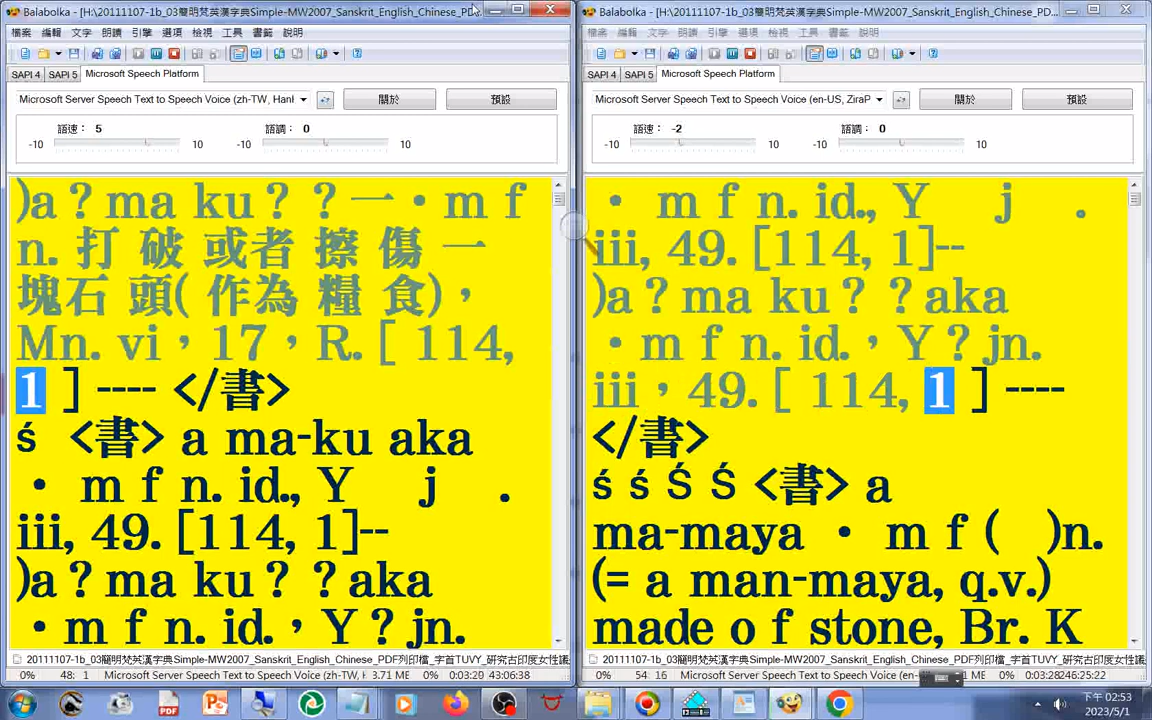 Balabolka - [H:\20111107-1b_03簡明梵英漢字典Simple-MW2007_Sanskrit_English_Chinese_PD...
檔案 編輯 文字 朗讀 引擎 選項 檢視 工具 書籤 說明
SAPI 4 SAPI 5 Microsoft Speech Platform
Microsoft Server Speech Text to Speech Voice (zh-TW, Hanl
關於 預設
語速： 5 語調： 0
-10 10 -10 10
)a？ma ku？？一・m f
n. 打 破 或者 擦 傷 一
塊石 頭( 作為 糧 食)，
Mn. vi，17，R. [ 114,
1 ] ---- </書>
ś <書> a ma-ku aka
・ m f n. id., Y j .
iii, 49. [114, 1]--
)a？ma ku？？aka
・m f n. id.，Y？jn.
20111107-1b_03簡明梵英漢字典Simple-MW2007_Sanskrit_English_Chinese_PDF列印檔_字首TUVY_研究古印度女性議
0% 48: 1 Microsoft Server Speech Text to Speech Voice (zh-TW, H 3.71 ME 0% 0:03:29 43:06:38
Balabolka - [H:\20111107-1b_03簡明梵英漢字典Simple-MW2007_Sanskrit_English_Chinese_PD...
檔案 編輯 文字 朗讀 引擎 選項 檢視 工具 書籤 說明
SAPI 4 SAPI 5 Microsoft Speech Platform
Microsoft Server Speech Text to Speech Voice (en-US, ZiraP
關於 預設
語速： -2 語調： 0
-10 10 -10 10
・ m f n. id., Y j .
iii, 49. [114, 1]--
)a？ma ku？？aka
・m f n. id.，Y？jn.
iii，49. [ 114, 1 ] ----
</書>
ś ś Ś Ś <書> a
ma-maya ・ m f ( )n.
(= a man-maya, q.v.)
made o f stone, Br. K
20111107-1b_03簡明梵英漢字典Simple-MW2007_Sanskrit_English_Chinese_PDF列印檔_字首TUVY_研究古印度女性議
0% 54: 16 Microsoft Server Speech Text to Speech Voice (en- ME 0% 0:03:28 246:25:22
下午 02:53
2023/5/1